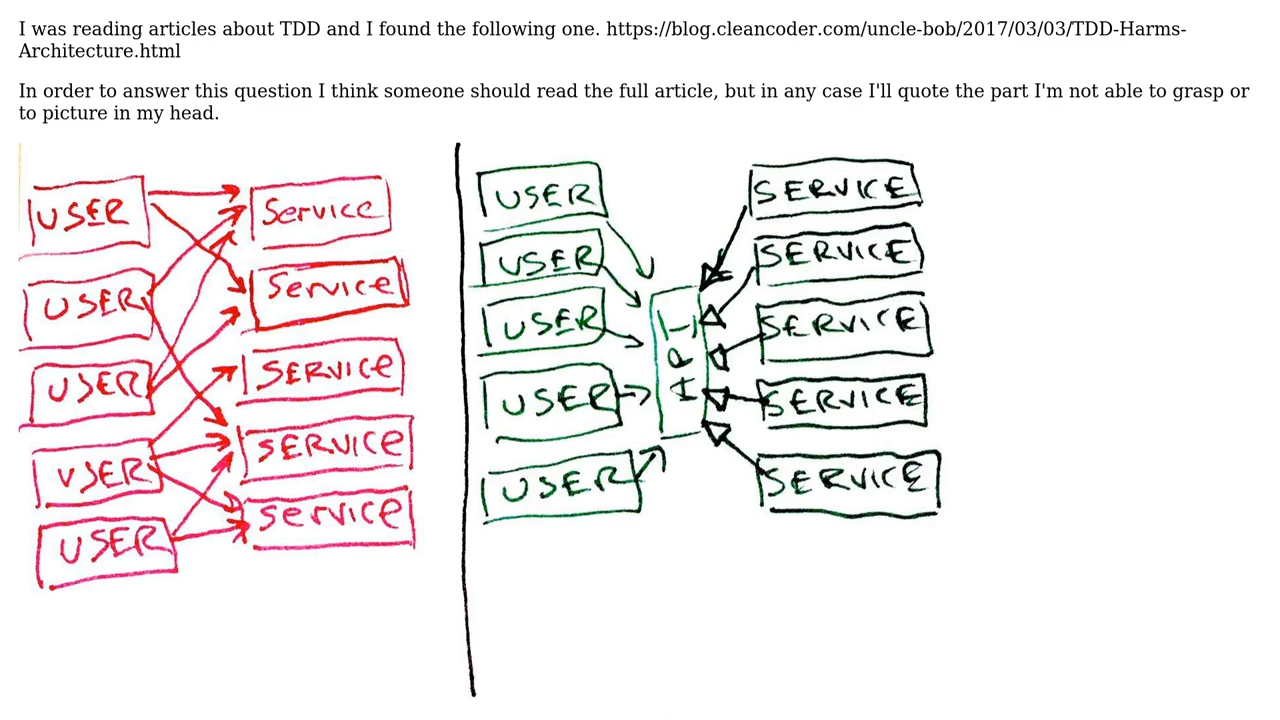 I was reading articles about TDD and I found the following one. https://blog.cleancoder.com/uncle-bob/2017/03/03/TDD-Harms-
Architecture.html
In order to answer this question I think someone should read the full article, but in any case I'll quote the part I'm not able to grasp or
to picture in my head.
USER
Service
USER
Service
USER
SERVICE
USER
SERVICE
USER
Service
USER
SERVICE
USER
SERVICE
USER
SERVICE
API
USER
SERVICE
USER
SERVICE